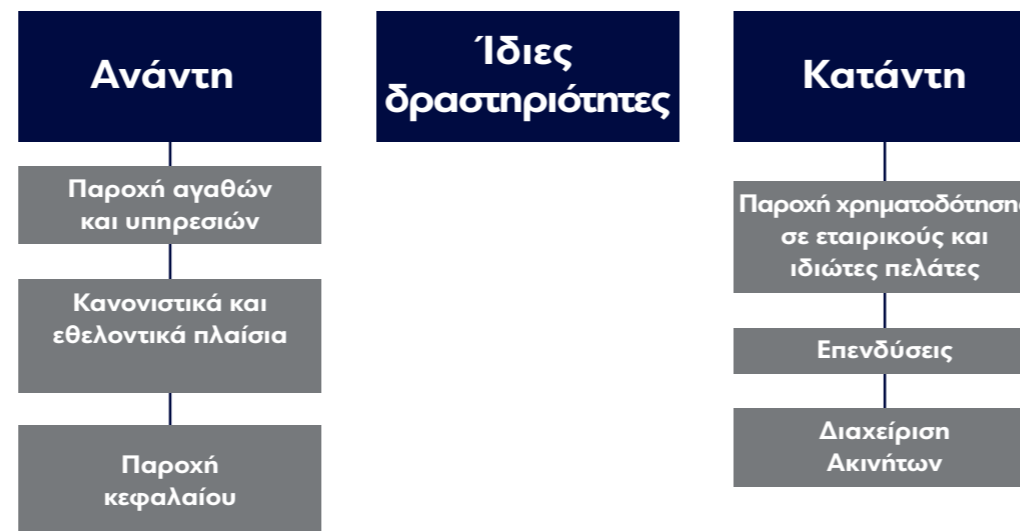 Ανάντη
Ίδιες
δραστηριότητες
Κατάντη
Παροχή αγαθών
και υπηρεσιών
Κανονιστικά και
εθελοντικά πλαίσια
Παροχή
κεφαλαίου
Παροχή χρηματοδότησης
σε εταιρικούς και
ιδιώτες πελάτες
Επενδύσεις
Διαχείριση
Ακινήτων